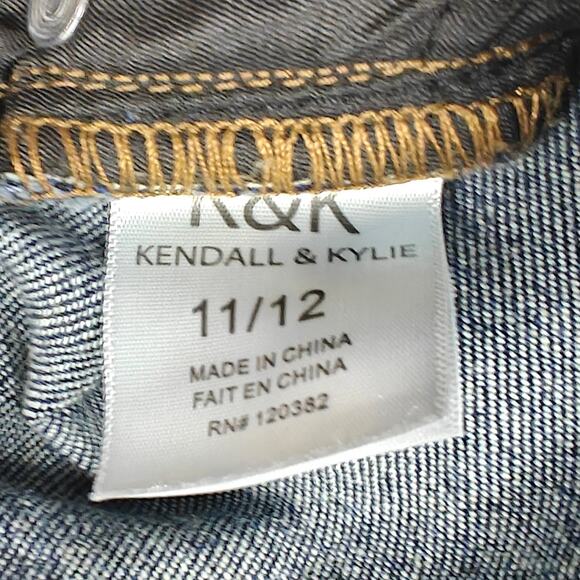 K&K
KENDALL & KYLIE
11/12
MADE IN CHINA
FAIT EN CHINA
RN# 120382